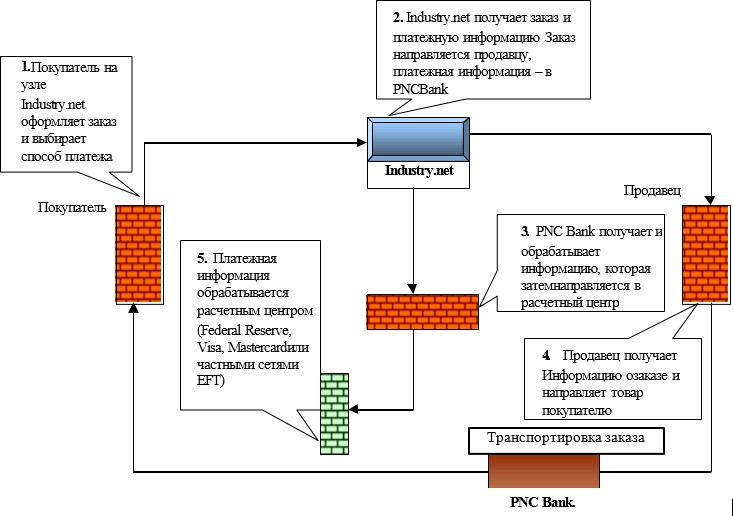 2. Industry.net получает заказ и
платежную информацию Заказ
направляется продавцу,
платежная информация – в
PNCBank
1.Покупатель на
узле
Industry.net
оформляет заказ
и выбирает
способ платежа
Industry.net
Продавец
Покупатель
3. PNC Bank получает и
обрабатывает
информацию, которая
затемнаправляется в
расчетный центр
5. Платежная
информация
обрабатывается
расчетным центром
(Federal Reserve,
Visa, Mastercardили
частными сетями
EFT)
4. Продавец получает
Информацию озаказе и
направляет товар
покупателю
Транспортировка заказа
PNC Bank.